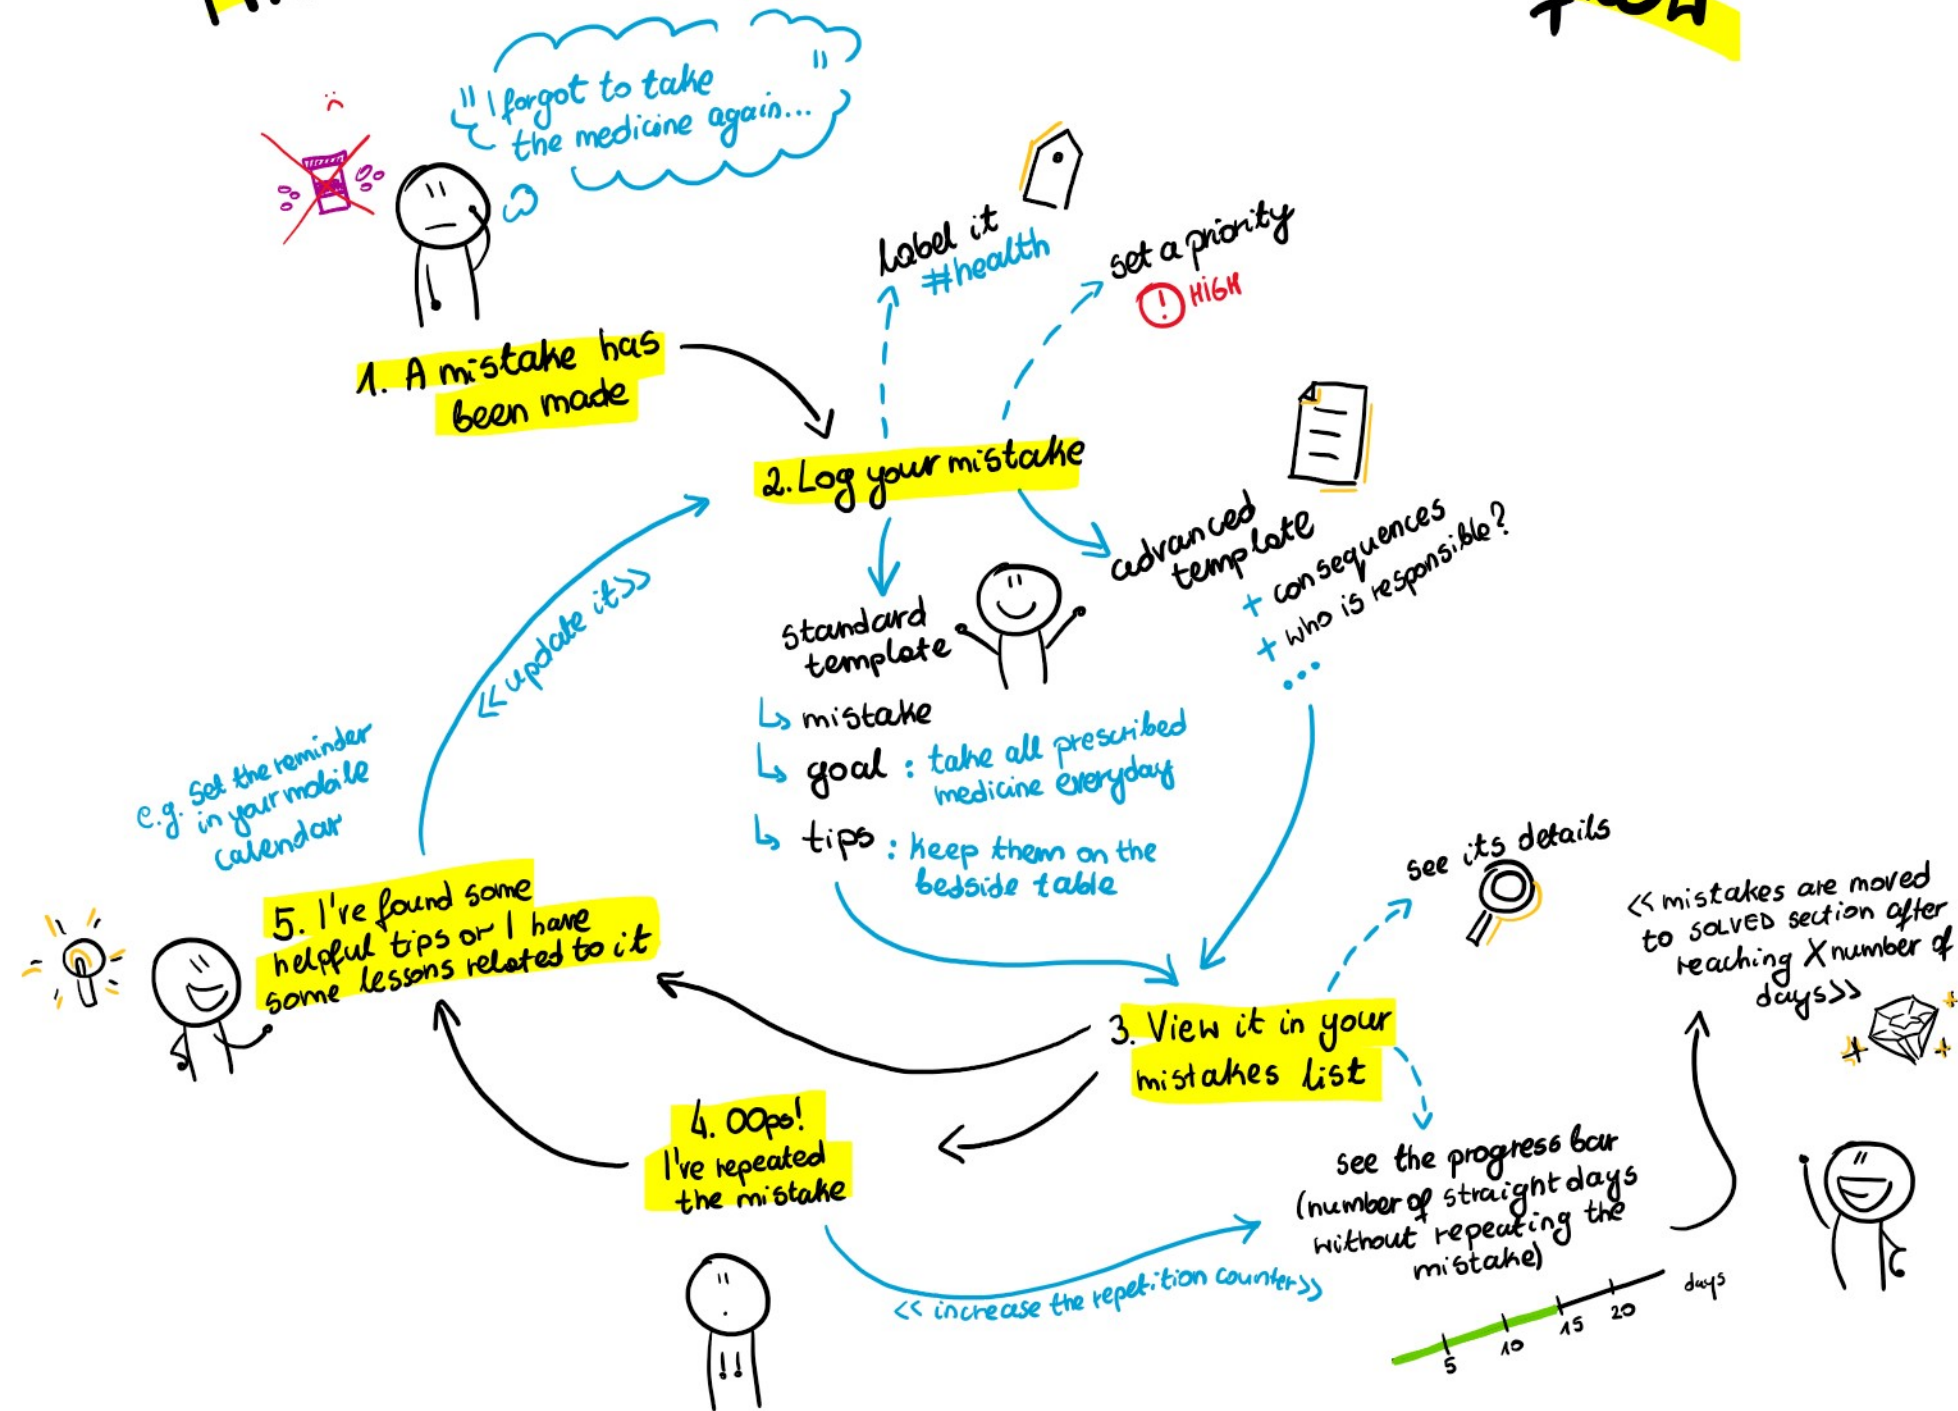 "I forgot to take
the medicine again..."
Label it
#health
set a priority
! HIGH
1. A mistake has
been made
2. Log your mistake
advanced
template
+ consequences
+ who is responsible?
...
standard
template
↳ mistake
↳ goal : take all prescribed
medicine everyday
↳ tips : keep them on the
bedside table
<<update it>>
e.g. Set the reminder
in your mobile
calendar
5. I've found some
helpful tips or I have
some lessons related to it
3. View it in your
mistakes list
see its details
<<mistakes are moved
to SOLVED section after
reaching X number of
days>>
4. OOps!
I've repeated
the mistake
<<increase the repetition counter>>
see the progress bar
(number of straight days
without repeating the
mistake)
5 10 15 20 days